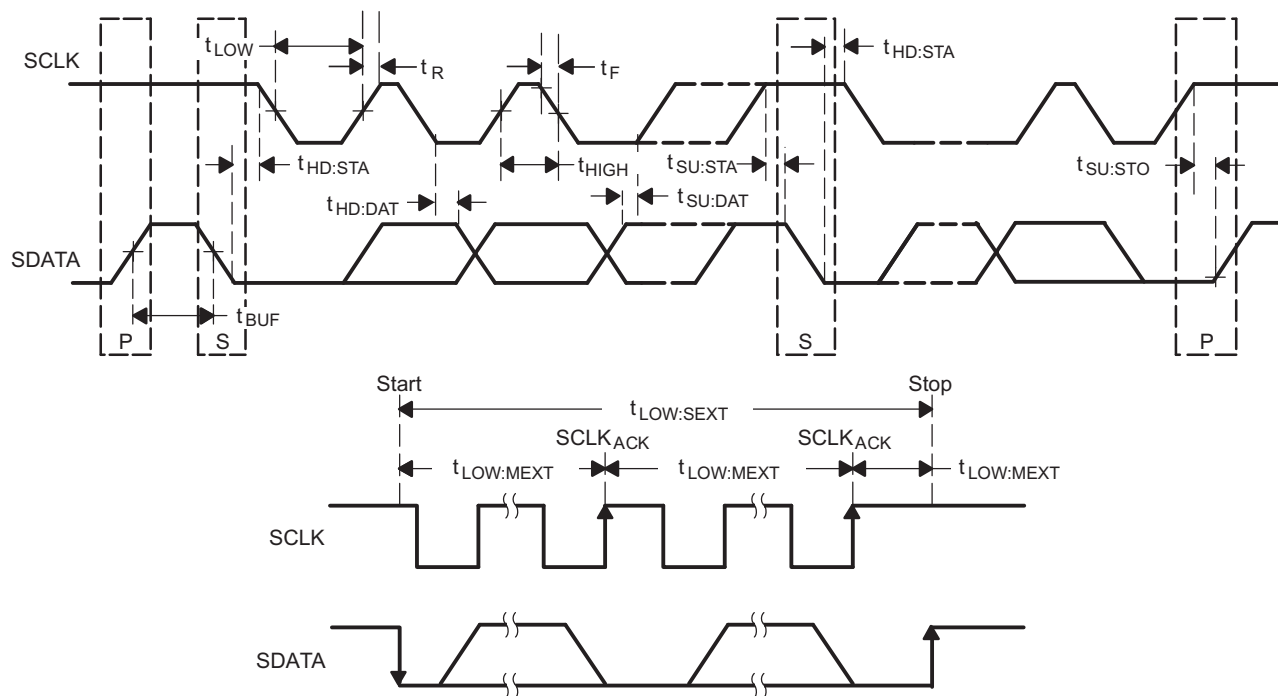 SCLK
tLOW
tR
tF
tHD:STA
tHD:STA
tHIGH
tSU:STA
tSU:STO
tHD:DAT
tSU:DAT
SDATA
tBUF
P
S
S
P
Start
Stop
tLOW:SEXT
SCLKACK
SCLKACK
tLOW:MEXT
tLOW:MEXT
tLOW:MEXT
SCLK
SDATA